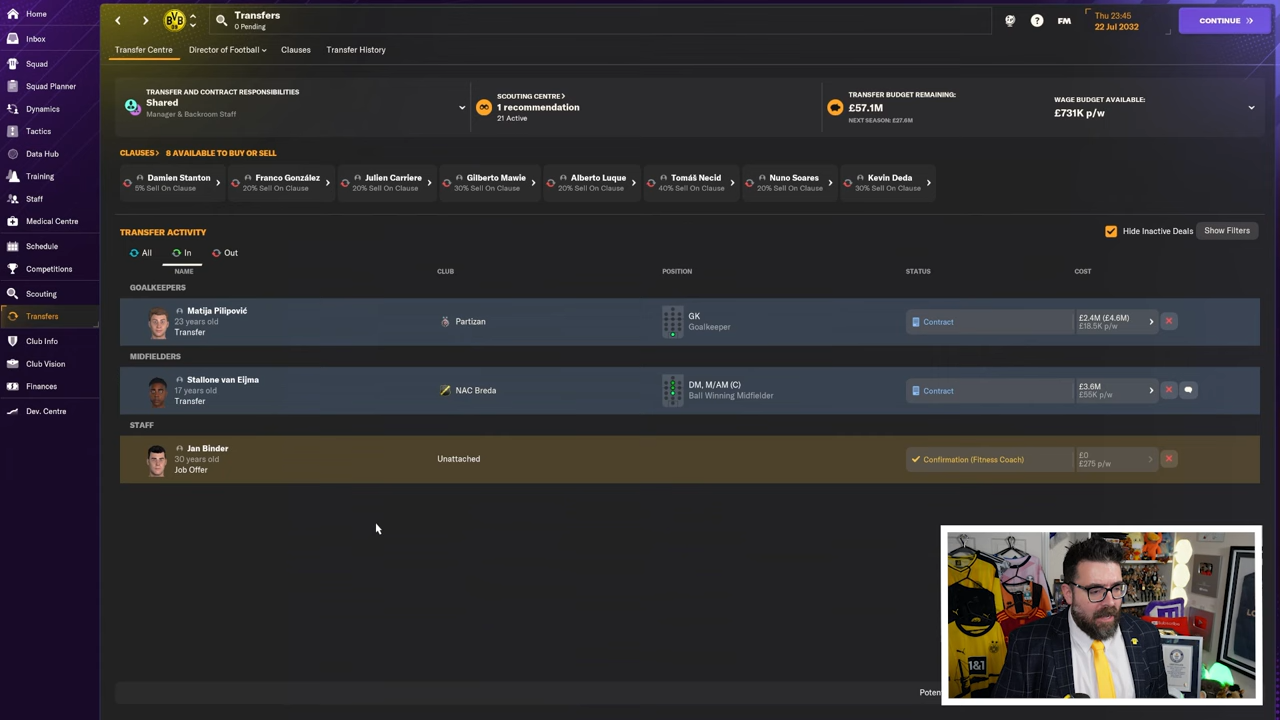 Home
Inbox
Squad
Squad Planner
Dynamics
Tactics
Data Hub
Training
Staff
Medical Centre
Schedule
Competitions
Scouting
Transfers
Club Info
Club Vision
Finances
Dev. Centre
Transfers
0 Pending
FM
Thu 23:45
22 Jul 2032
CONTINUE
Transfer Centre
Director of Football
Clauses
Transfer History
TRANSFER AND CONTRACT RESPONSIBILITIES
Shared
Manager & Backroom Staff
SCOUTING CENTRE >
1 recommendation
21 Active
TRANSFER BUDGET REMAINING:
£57.1M
NEXT SEASON: £27.6M
WAGE BUDGET AVAILABLE:
£731K p/w
CLAUSES > 8 AVAILABLE TO BUY OR SELL
Damien Stanton
5% Sell On Clause
Franco González
20% Sell On Clause
Julien Carriere
20% Sell On Clause
Gilberto Mawie
30% Sell On Clause
Alberto Luque
20% Sell On Clause
Tomáš Necid
40% Sell On Clause
Nuno Soares
20% Sell On Clause
Kevin Deda
30% Sell On Clause
TRANSFER ACTIVITY
Hide Inactive Deals
Show Filters
All
In
Out
NAME CLUB POSITION STATUS COST
GOALKEEPERS
Matija Pilipović
23 years old
Transfer
Partizan
GK
Goalkeeper
Contract
£2.4M (£4.6M)
£18.5K p/w
MIDFIELDERS
Stallone van Eijma
17 years old
Transfer
NAC Breda
DM, M/AM (C)
Ball Winning Midfielder
Contract
£3.6M
£55K p/w
STAFF
Jan Binder
30 years old
Job Offer
Unattached
Confirmation (Fitness Coach)
£0
£275 p/w
Poten
1&1